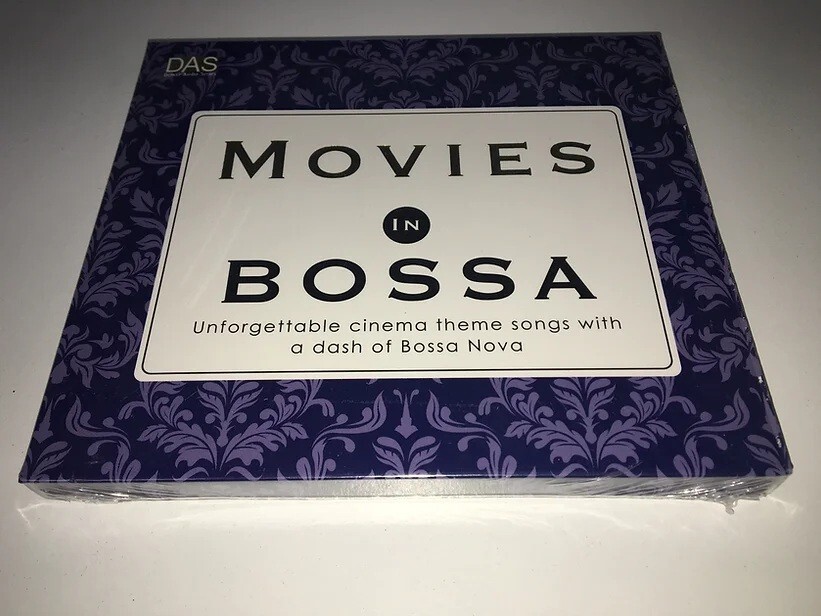 DAS
MOVIES
IN
BOSSA
Unforgettable cinema theme songs with
a dash of Bossa Nova